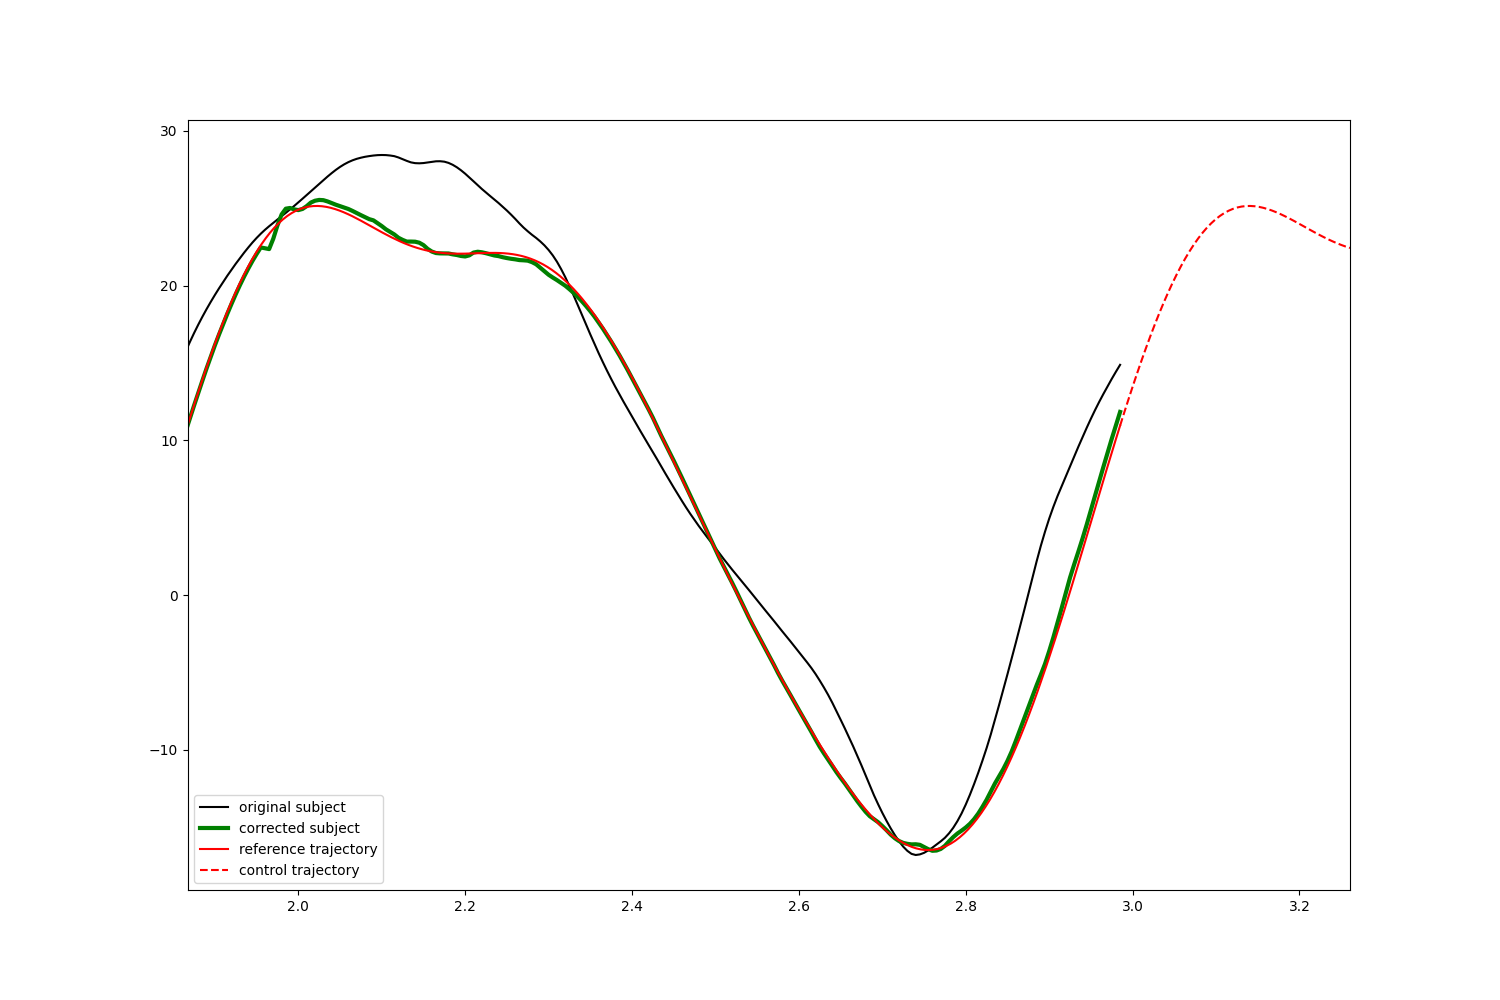 30
20
10
0
−10
original subject
corrected subject
reference trajectory
control trajectory
2.0 2.2 2.4 2.6 2.8 3.0 3.2